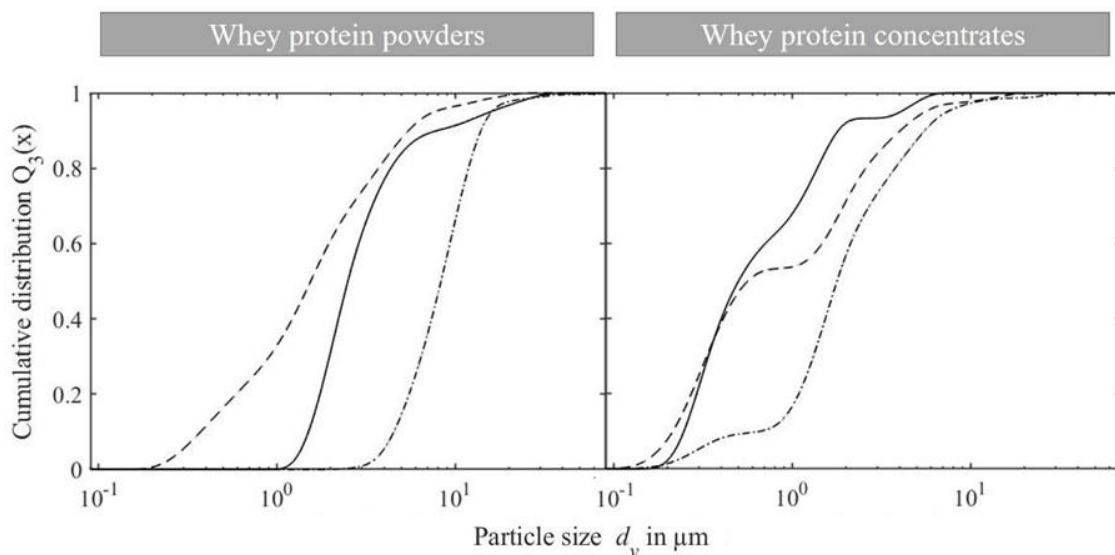 Whey protein powders
Whey protein concentrates
Cumulative distribution Q₃(x)
1
0.8
0.6
0.4
0.2
0
10⁻¹ 10⁰ 10¹ 10⁻¹ 10⁰ 10¹
Particle size dᵥ in µm